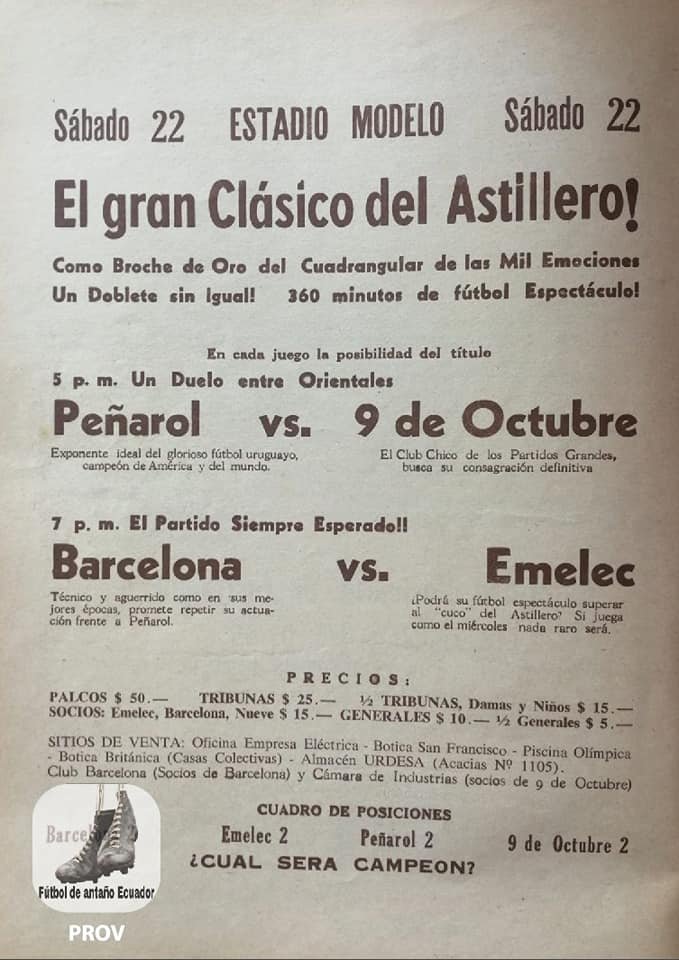 Sábado 22 ESTADIO MODELO Sábado 22
El gran Clásico del Astillero!
Como Broche de Oro del Cuadrangular de las Mil Emociones
Un Doblete sin Igual! 360 minutos de fútbol Espectáculo!
En cada juego la posibilidad del título
5 p. m. Un Duelo entre Orientales
Peñarol vs. 9 de Octubre
Exponente ideal del glorioso fútbol uruguayo,
campeón de América y del mundo.
El Club Chico de los Partidos Grandes,
busca su consagración definitiva
7 p. m. El Partido Siempre Esperado!!
Barcelona vs. Emelec
Técnico y aguerrido como en sus me-
jores épocas, promete repetir su actua-
ción frente a Peñarol.
¿Podrá su fútbol espectáculo superar
al "cuco" del Astillero? Si juega
como el miércoles nada raro será.
PRECIOS:
PALCOS $ 50.— TRIBUNAS $ 25.— ½ TRIBUNAS, Damas y Niños $ 15.—
SOCIOS: Emelec, Barcelona, Nueve $ 15.— GENERALES $ 10.— ½ Generales $ 5.—
SITIOS DE VENTA: Oficina Empresa Eléctrica - Botica San Francisco - Piscina Olímpica
- Botica Británica (Casas Colectivas) - Almacén URDESA (Acacias Nº 1105).
Club Barcelona (Socios de Barcelona) y Cámara de Industrias (socios de 9 de Octubre)
CUADRO DE POSICIONES
Barcelona 2 Emelec 2 Peñarol 2 9 de Octubre 2
¿CUAL SERA CAMPEON?
Fútbol de antaño Ecuador
PROV